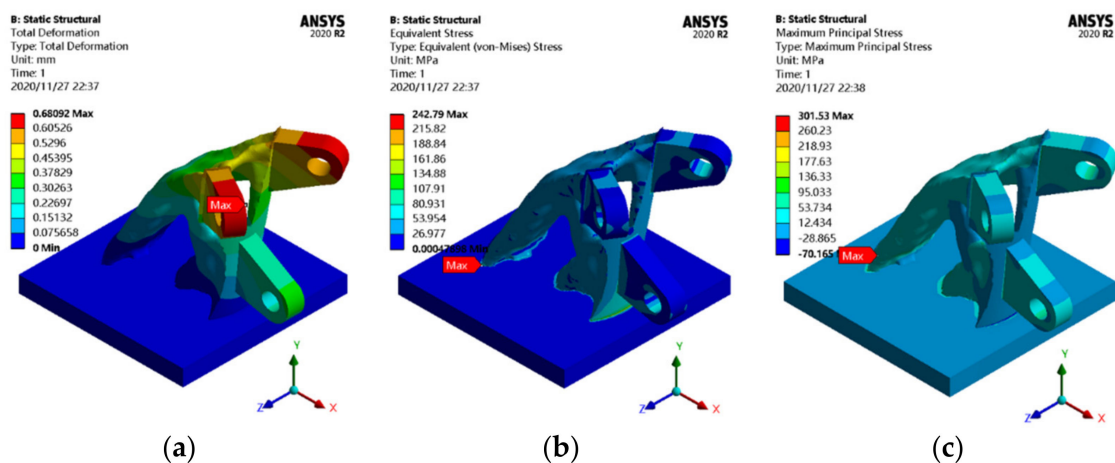 B: Static Structural
Total Deformation
Type: Total Deformation
Unit: mm
Time: 1
2020/11/27 22:37
ANSYS
2020 R2
0.68092 Max
0.60526
0.5296
0.45395
0.37829
0.30263
0.22697
0.15132
0.075658
0 Min
Max
Y
Z
X
(a)
B: Static Structural
Equivalent Stress
Type: Equivalent (von-Mises) Stress
Unit: MPa
Time: 1
2020/11/27 22:37
ANSYS
2020 R2
242.79 Max
215.82
188.84
161.86
134.88
107.91
80.931
53.954
26.977
Min
Max
Y
Z
X
(b)
B: Static Structural
Maximum Principal Stress
Type: Maximum Principal Stress
Unit: MPa
Time: 1
2020/11/27 22:38
ANSYS
2020 R2
301.53 Max
260.23
218.93
177.63
136.33
95.033
53.734
12.434
-28.865
-70.165
Max
Y
Z
X
(c)